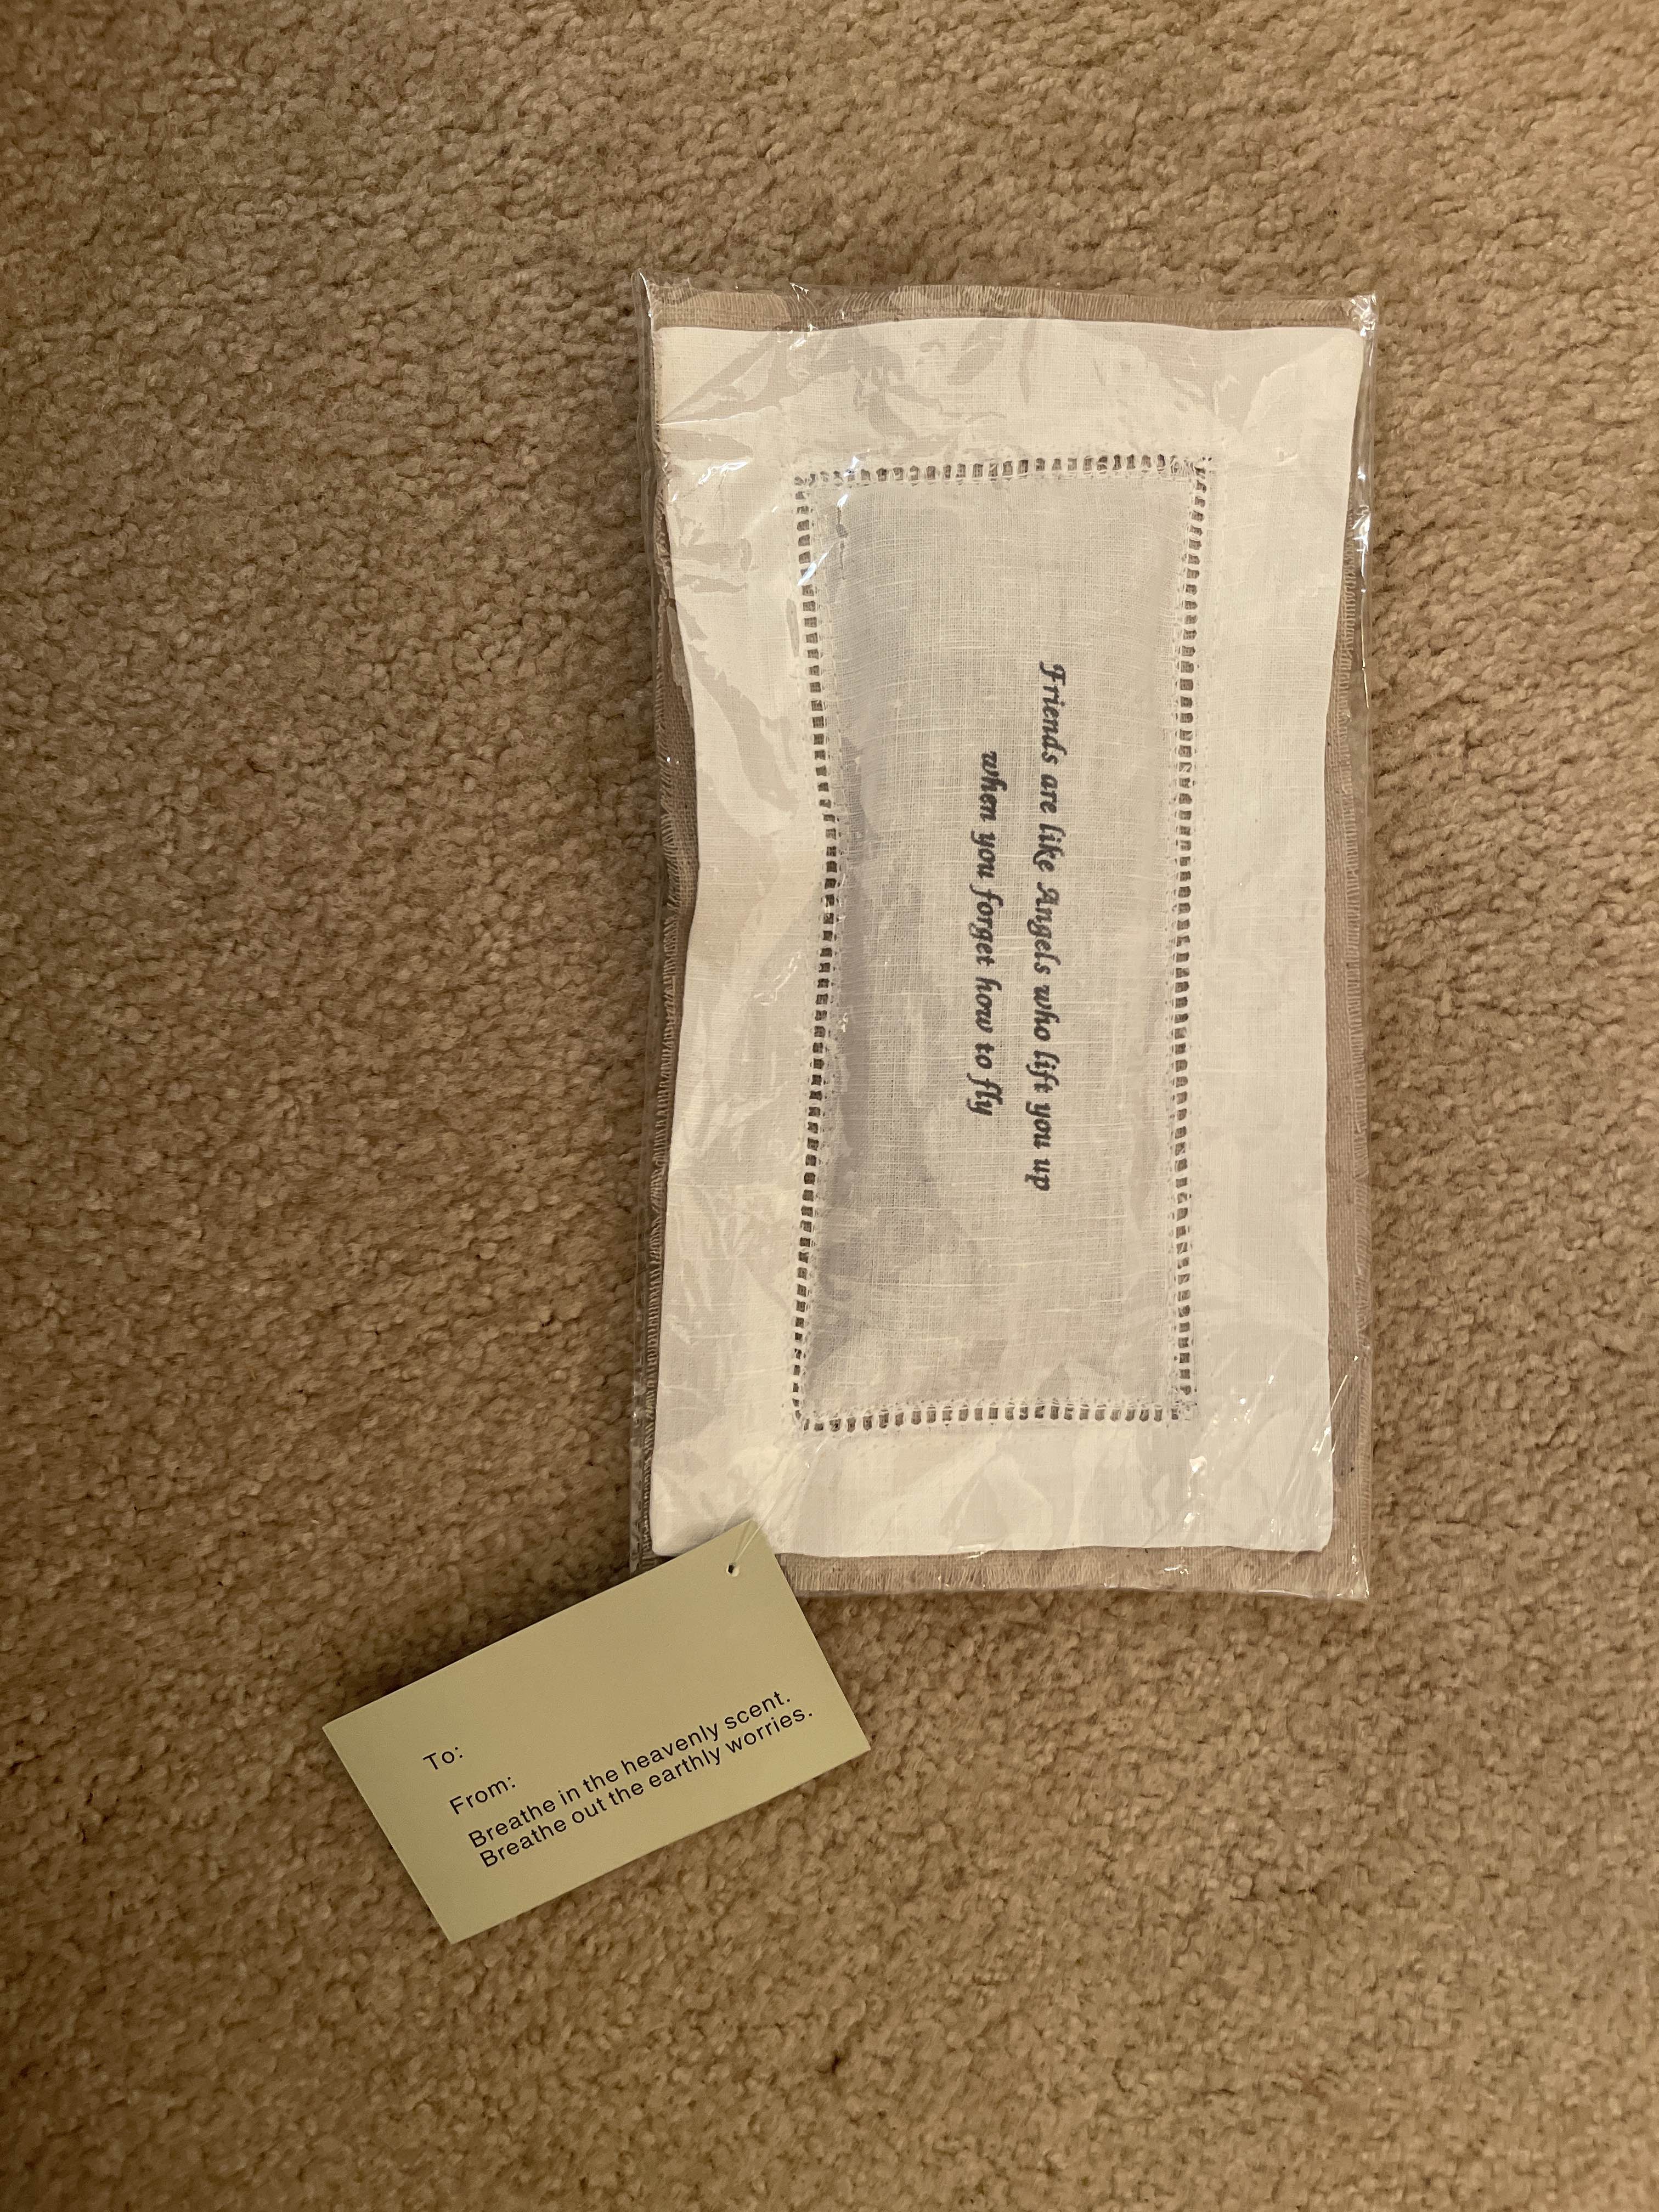 Friends are like Angels who lift you up
when you forget how to fly
To:
From:
Breathe in the heavenly scent.
Breathe out the earthly worries.